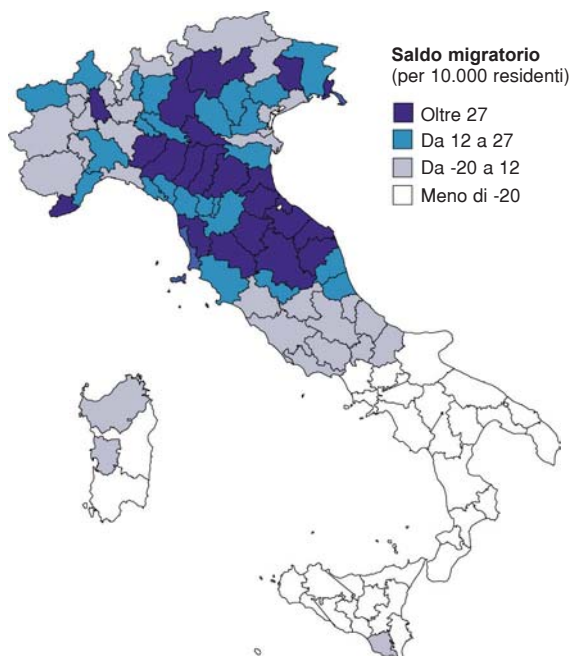 Saldo migratorio
(per 10.000 residenti)
Oltre 27
Da 12 a 27
Da -20 a 12
Meno di -20